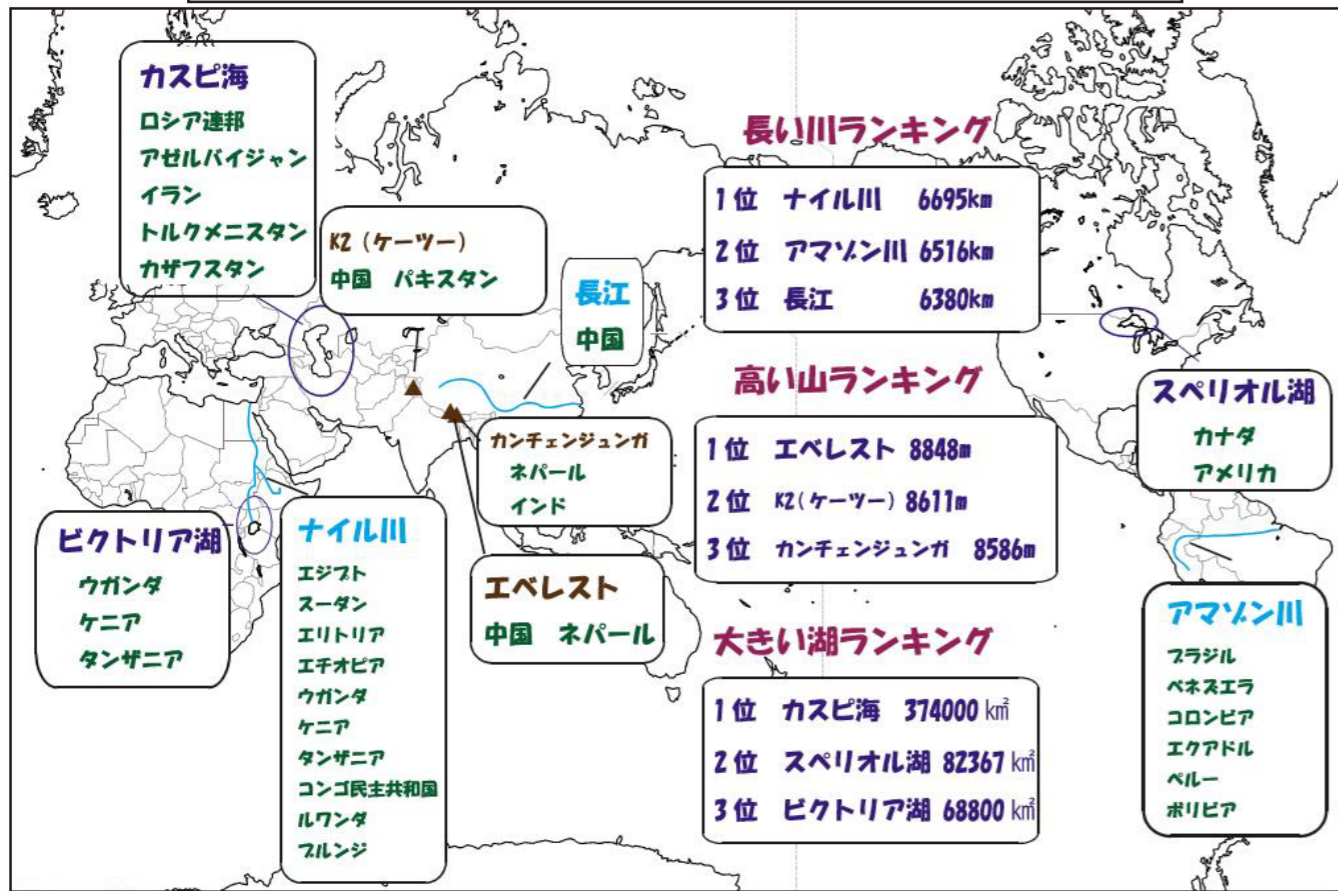 カスピ海
ロシア連邦
アゼルバイジャン
イラン
トルクメニスタン
カザフスタン
K2（ケーツー）
中国　パキスタン
長江
中国
長い川ランキング
1位　ナイル川　6695km
2位　アマゾン川　6516km
3位　長江　6380km
高い山ランキング
1位　エベレスト　8848m
2位　K2（ケーツー）8611m
3位　カンチェンジュンガ　8586m
スペリオル湖
カナダ
アメリカ
カンチェンジュンガ
ネパール
インド
ビクトリア湖
ウガンダ
ケニア
タンザニア
ナイル川
エジプト
スーダン
エリトリア
エチオピア
ウガンダ
ケニア
タンザニア
コンゴ民主共和国
ルワンダ
ブルンジ
エベレスト
中国　ネパール
大きい湖ランキング
1位　カスピ海　374000㎢
2位　スペリオル湖　82367㎢
3位　ビクトリア湖　68800㎢
アマゾン川
ブラジル
ベネズエラ
コロンビア
エクアドル
ペルー
ボリビア